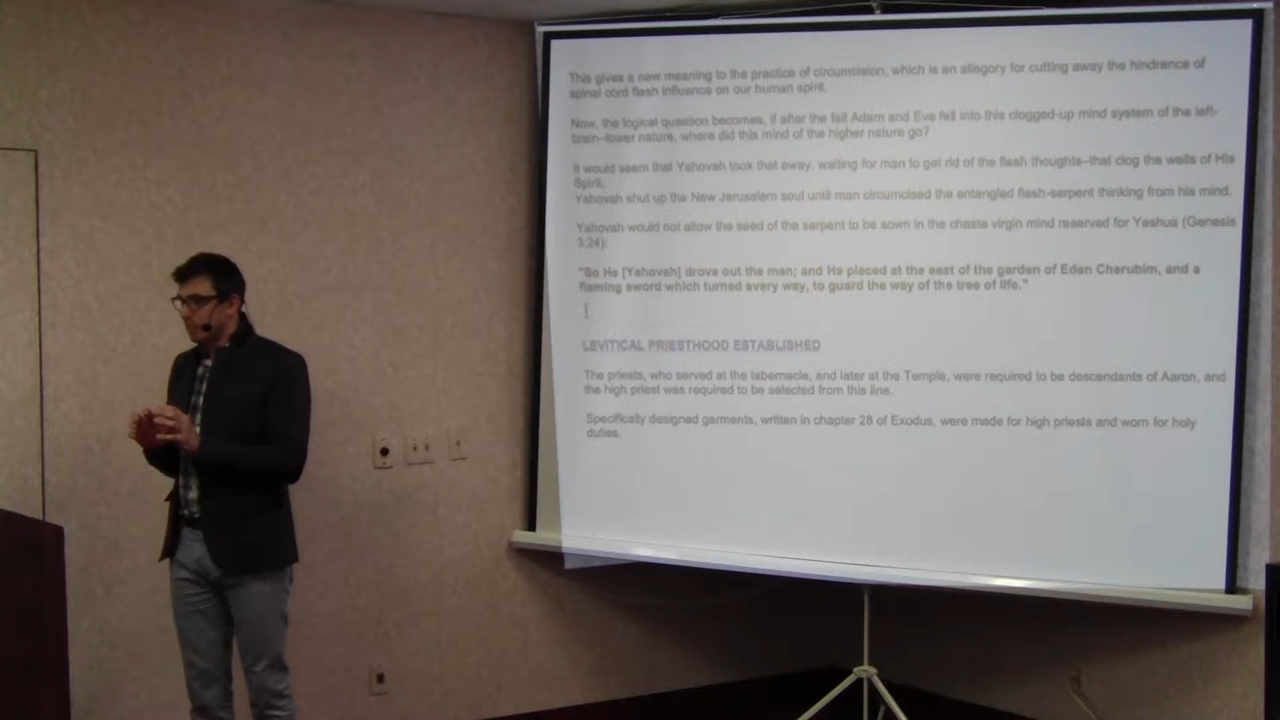 This gives a new meaning to the practice of circumcision, which is an allegory for cutting away the hindrance of
spinal cord flesh influence on our human spirit.
Now, the logical question becomes, if after the fall Adam and Eve fell into this clogged-up mind system of the left-
brain–lower nature, where did this mind of the higher nature go?
It would seem that Yahovah took that away, waiting for man to get rid of the flesh thoughts–that clog the wells of His
Spirit.
Yahovah shut up the New Jerusalem soul until man circumcised the entangled flesh-serpent thinking from his mind.
Yahovah would not allow the seed of the serpent to be sown in the chaste virgin mind reserved for Yeshua (Genesis
3:24):
"So He [Yahovah] drove out the man; and He placed at the east of the garden of Eden Cherubim, and a
flaming sword which turned every way, to guard the way of the tree of life."
LEVITICAL PRIESTHOOD ESTABLISHED
The priests, who served at the tabernacle, and later at the Temple, were required to be descendants of Aaron, and
the high priest was required to be selected from this line.
Specifically designed garments, written in chapter 28 of Exodus, were made for high priests and worn for holy
duties.